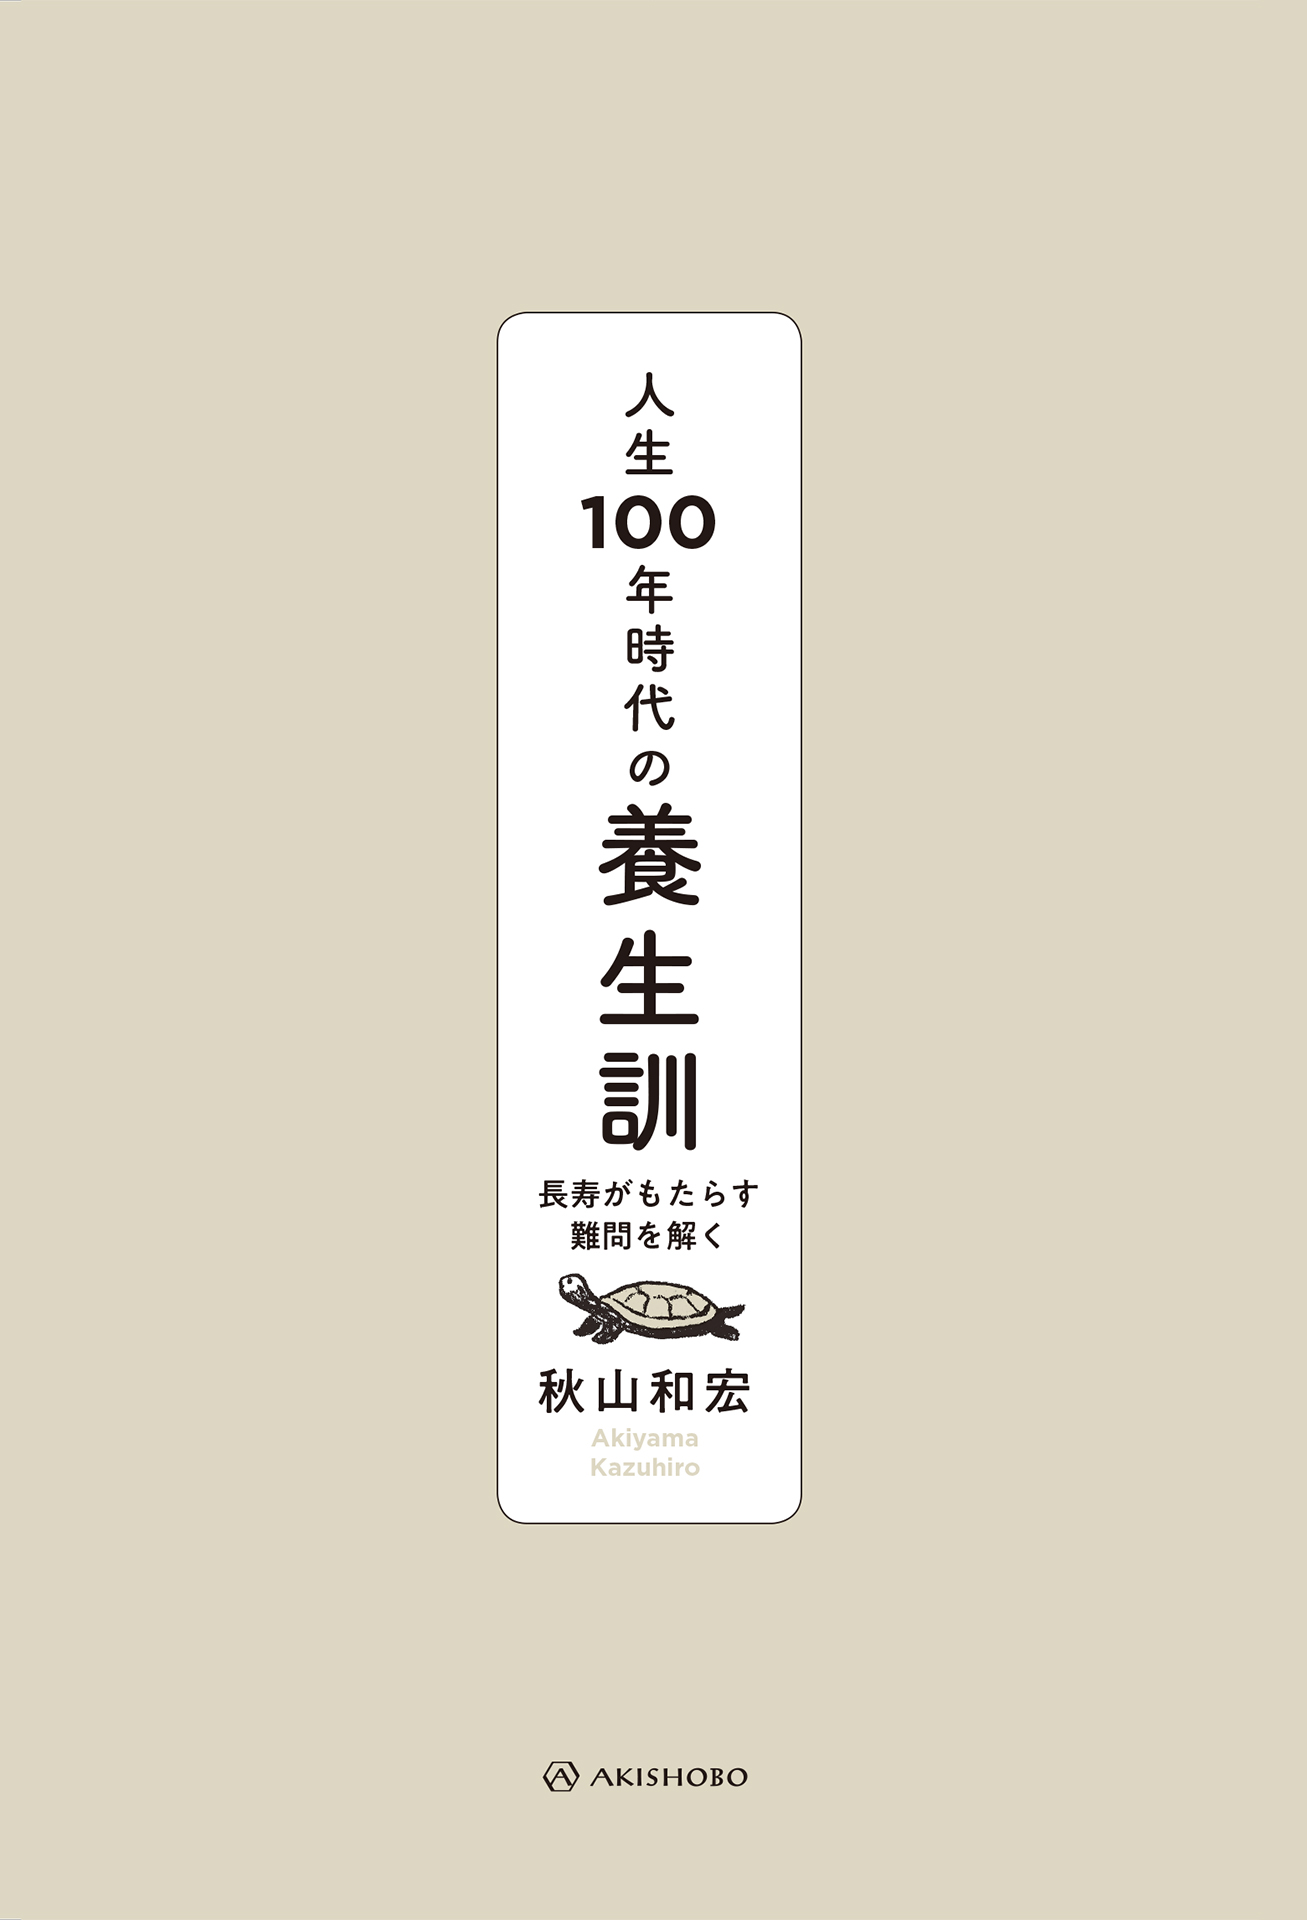 人生100年時代の養生訓
長寿がもたらす
難問を解く
秋山和宏
Akiyama
Kazuhiro
AKISHOBO